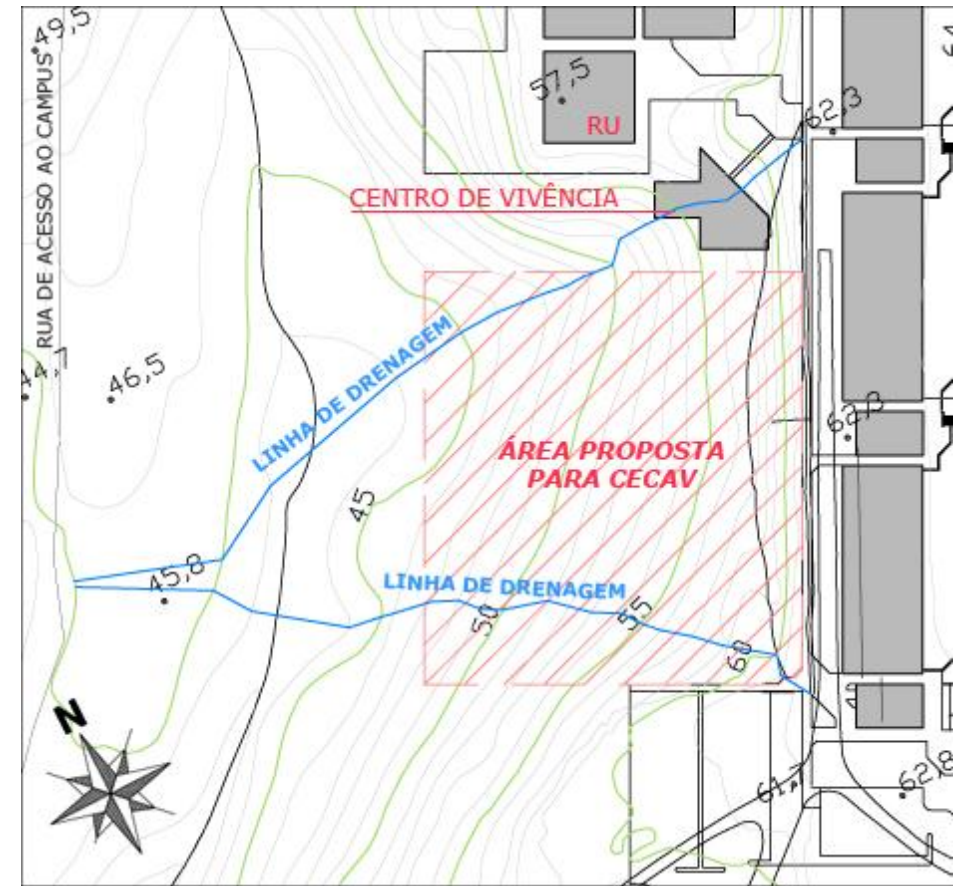 49,5
RUA DE ACESSO AO CAMPUS
57,5
RU
62,3
CENTRO DE VIVÊNCIA
LINHA DE DRENAGEM
44,7
46,5
62,3
ÁREA PROPOSTA
PARA CECAV
45
45,8
LINHA DE DRENAGEM
50
55
60
N
61,7
62,8